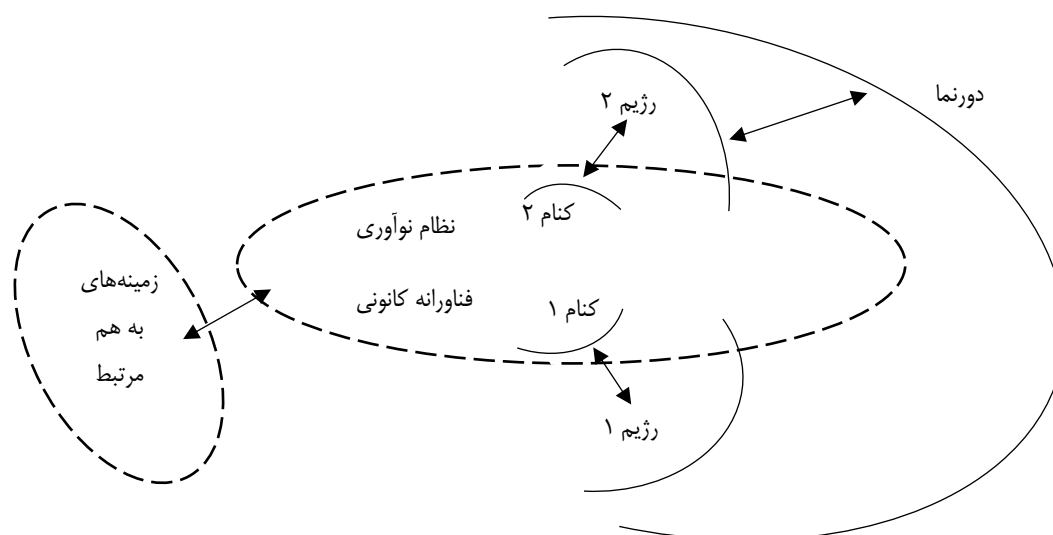 دورنما
رژیم ۲
کنام ۲
نظام نوآوری
فناورانه کانونی
کنام ۱
رژیم ۱
زمینه‌های
به هم
مرتبط